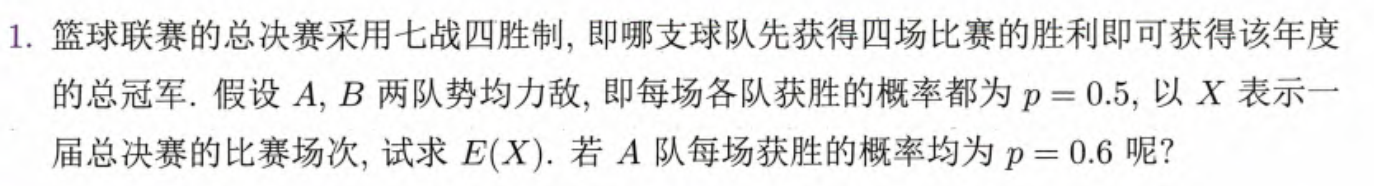 1. 篮球联赛的总决赛采用七战四胜制, 即哪支球队先获得四场比赛的胜利即可获得该年度
的总冠军. 假设 A, B 两队势均力敌, 即每场各队获胜的概率都为 p = 0.5, 以 X 表示一
届总决赛的比赛场次, 试求 E(X). 若 A 队每场获胜的概率均为 p = 0.6 呢?